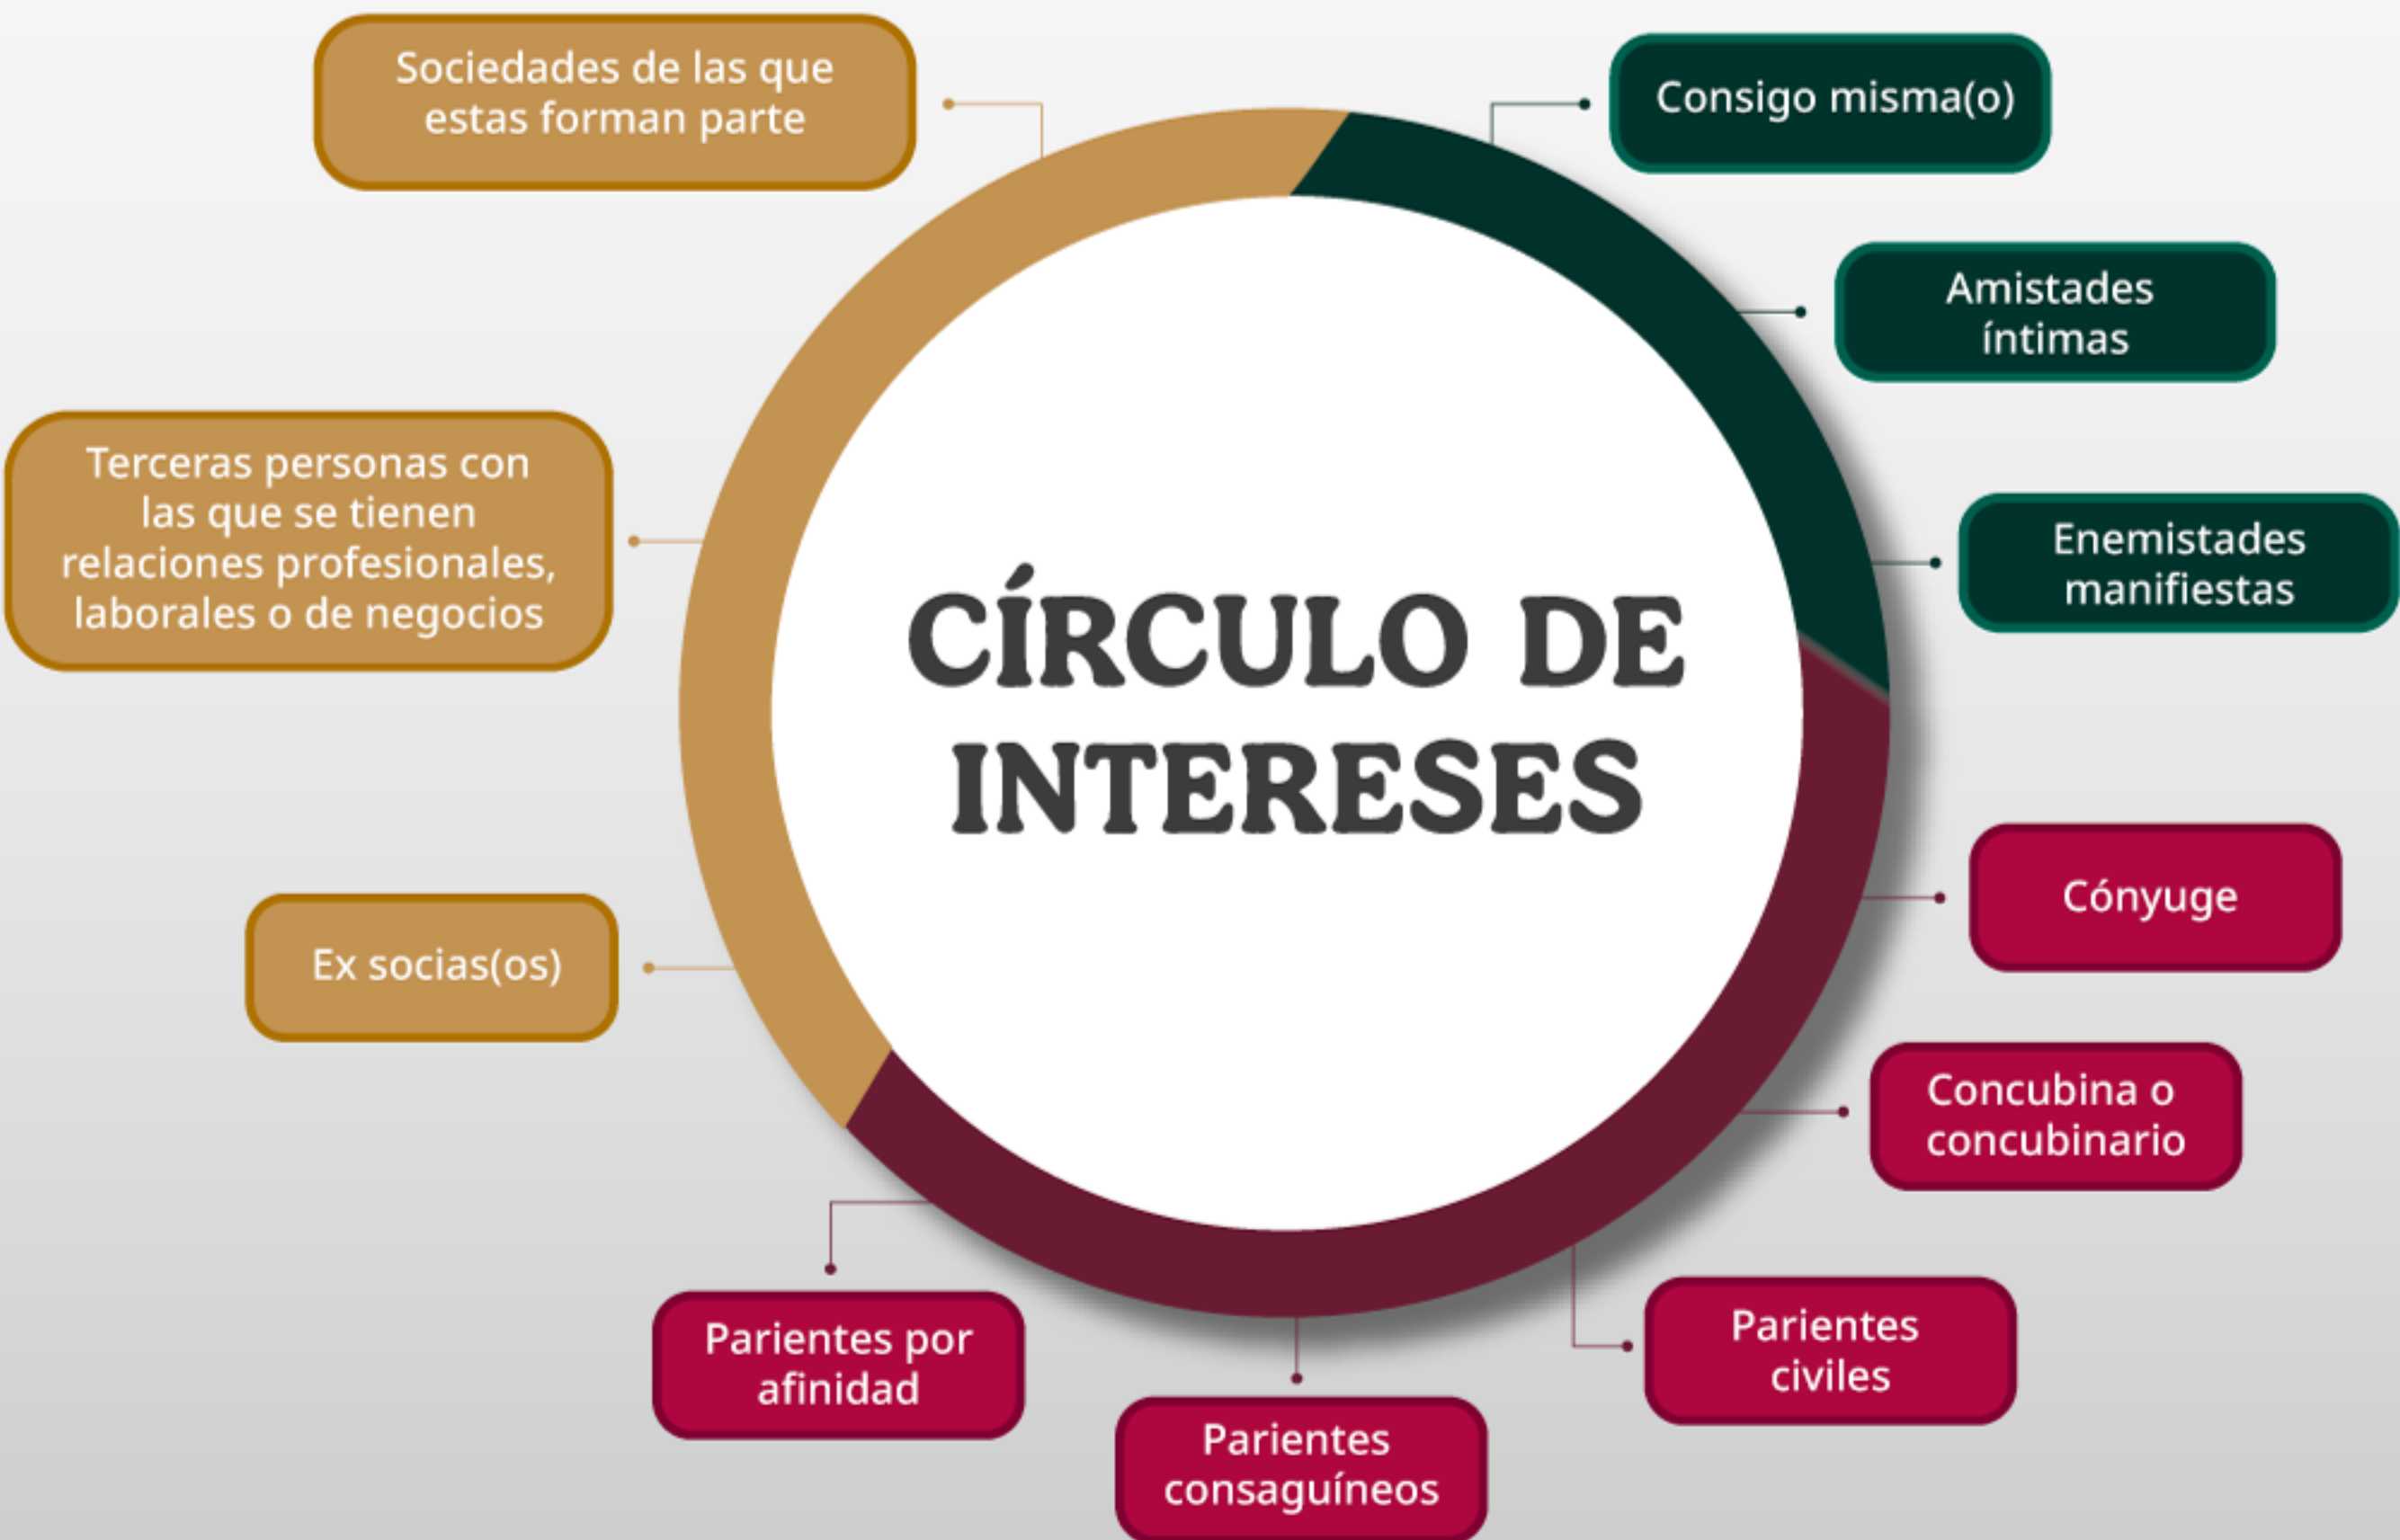 Sociedades de las que
estas forman parte
Consigo misma(o)
Amistades
íntimas
Terceras personas con
las que se tienen
relaciones profesionales,
laborales o de negocios
Enemistades
manifiestas
CÍRCULO DE
INTERESES
Cónyuge
Ex socias(os)
Concubina o
concubinario
Parientes por
afinidad
Parientes
civiles
Parientes
consaguíneos